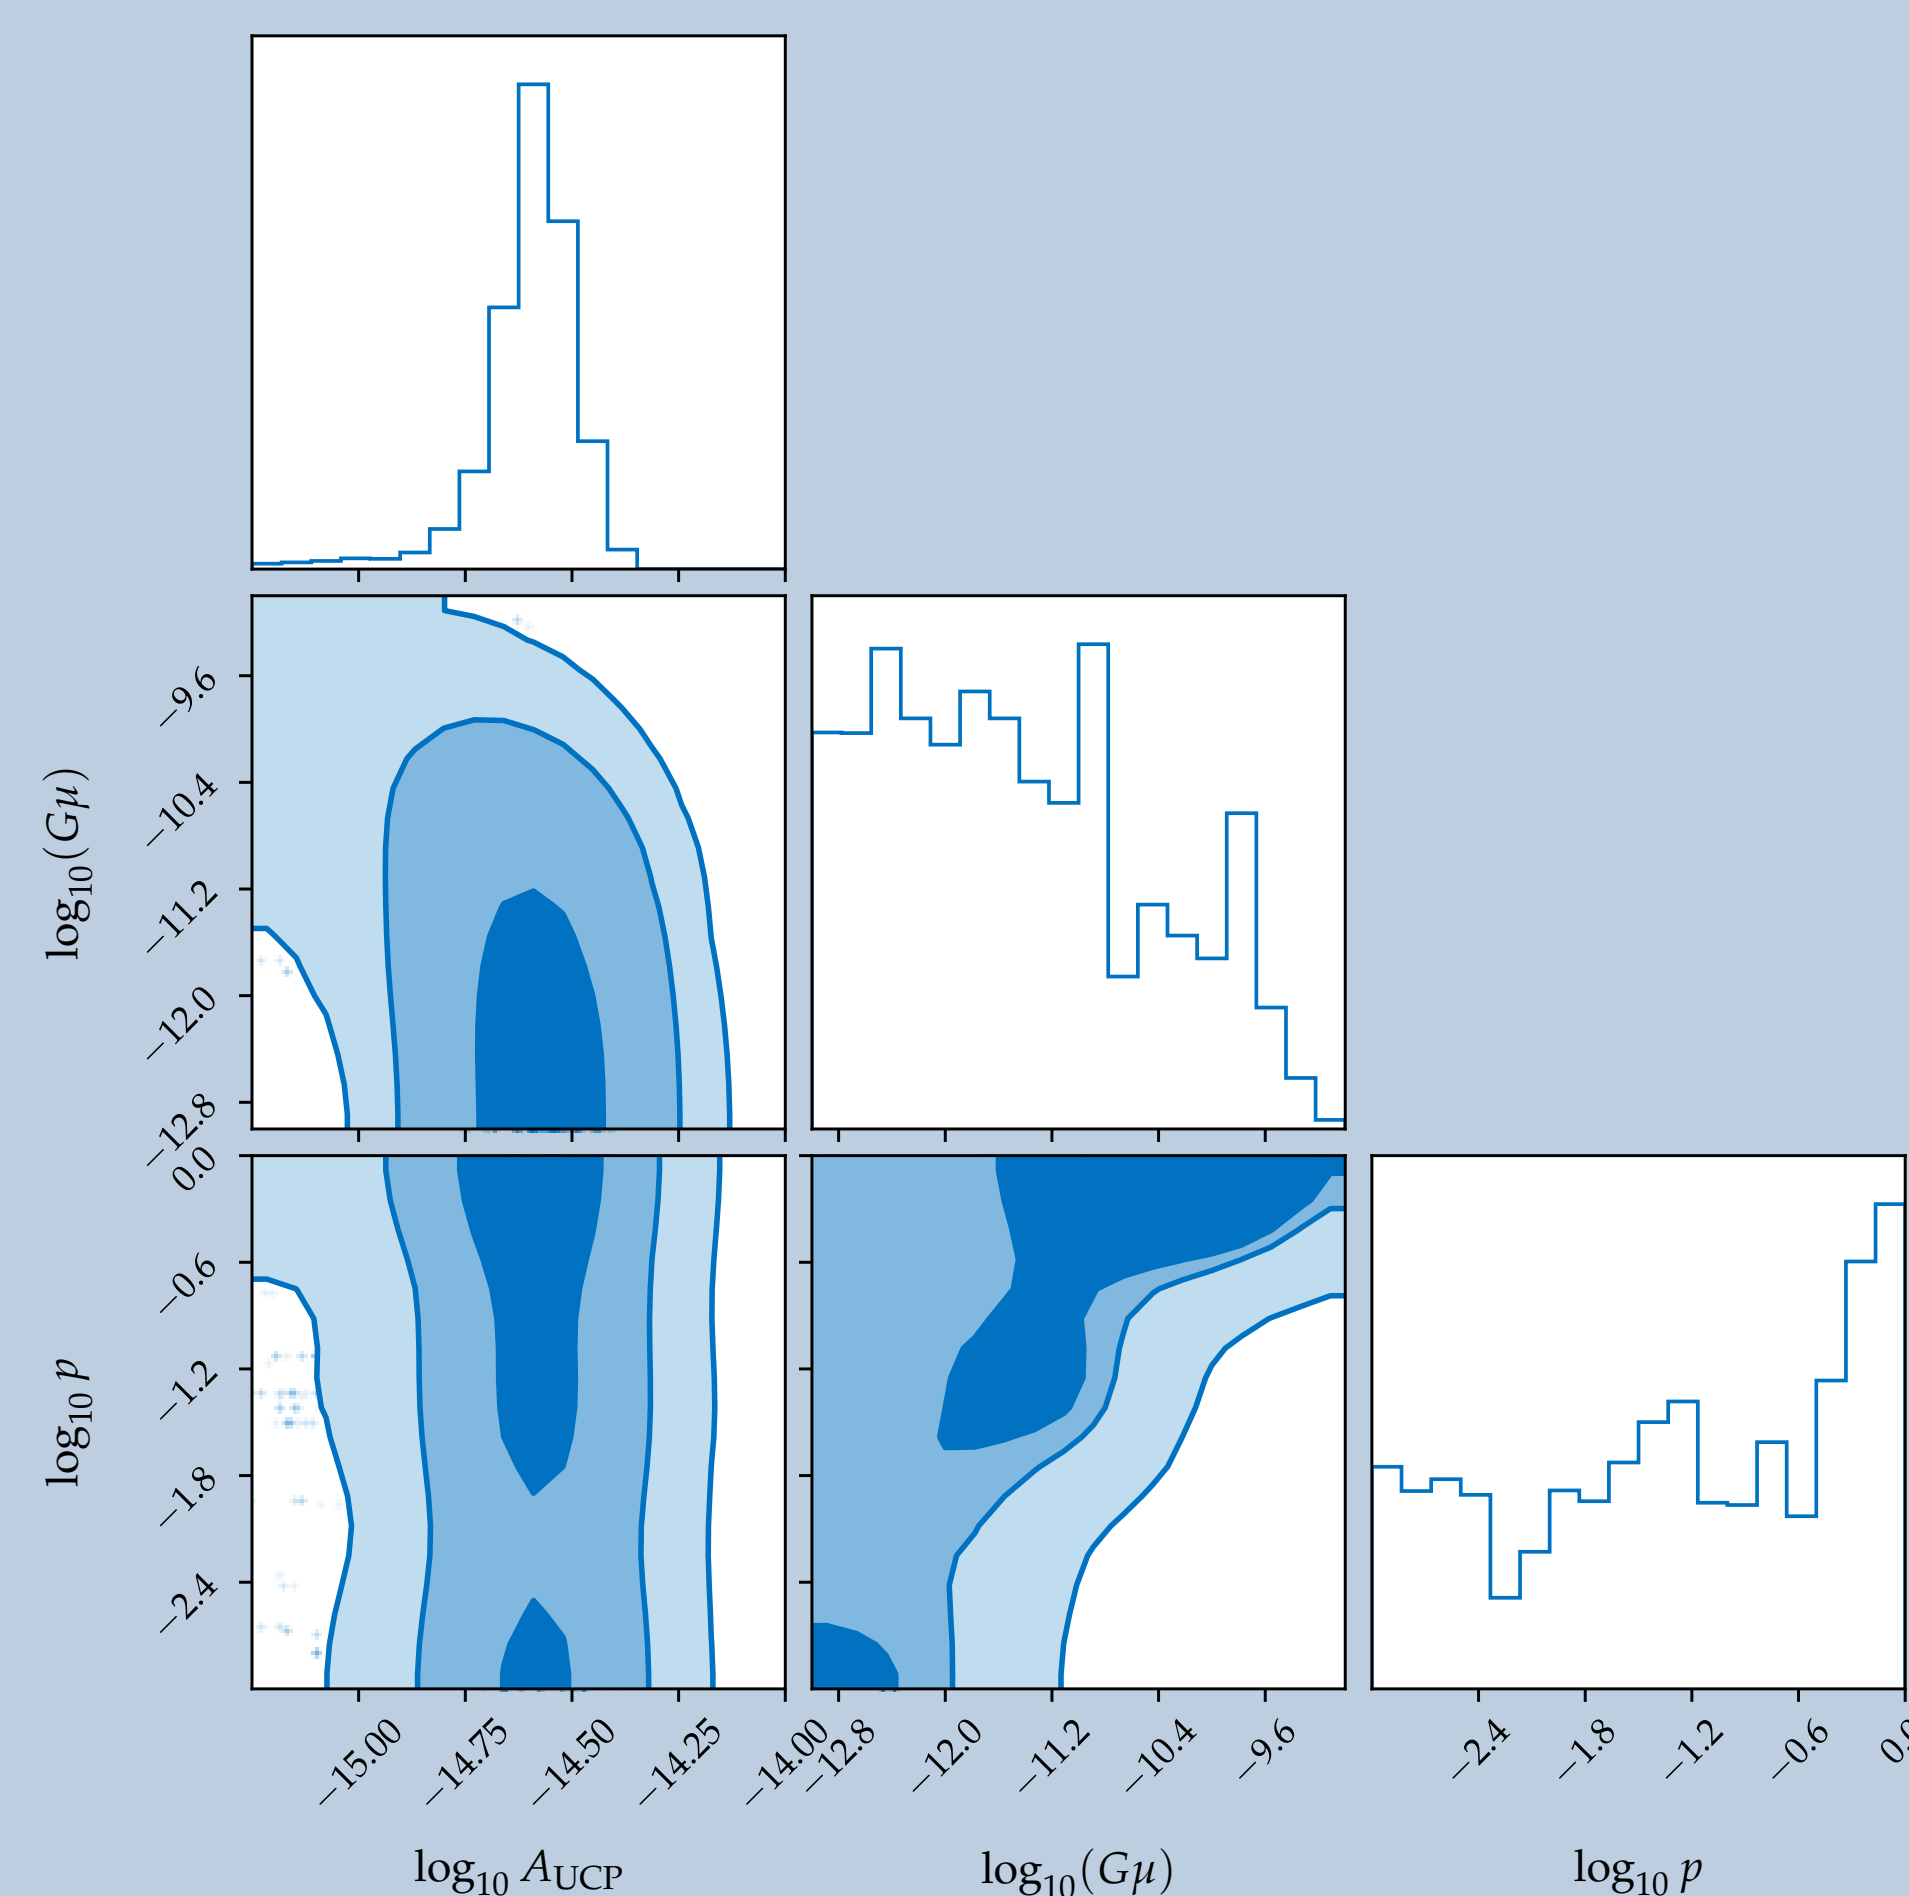 log₁₀(Gμ)
−9.6
−10.4
−11.2
−12.0
−12.8
log₁₀ p
0.0
−0.6
−1.2
−1.8
−2.4
−15.00 −14.75 −14.50 −14.25 −14.00
−12.8 −12.0 −11.2 −10.4 −9.6
−2.4 −1.8 −1.2 −0.6
log₁₀ A_UCP
log₁₀(Gμ)
log₁₀ p